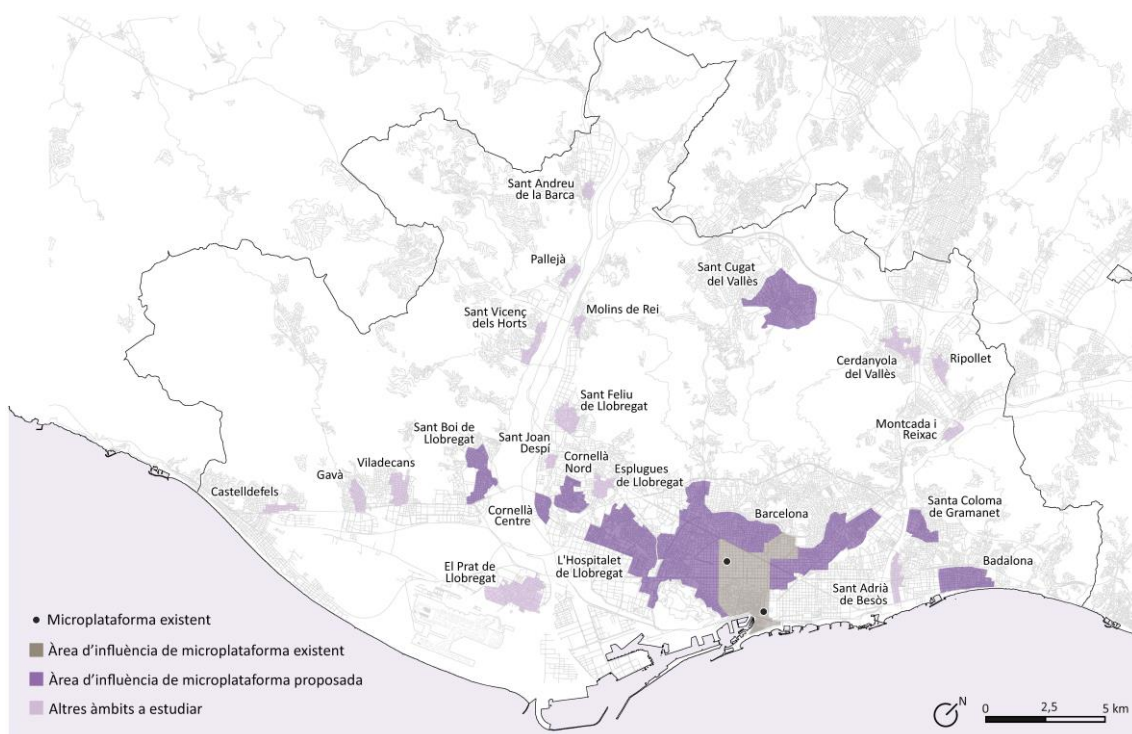 Sant Andreu
de la Barca
Pallejà
Sant Cugat
del Vallès
Sant Vicenç
dels Horts
Molins de Rei
Cerdanyola
del Vallès
Ripollet
Sant Feliu
de Llobregat
Montcada i
Reixac
Sant Boi de
Llobregat
Sant Joan
Despí
Cornellà
Nord
Esplugues
de Llobregat
Gavà
Viladecans
Castelldefels
Cornellà
Centre
Barcelona
Santa Coloma
de Gramanet
El Prat de
Llobregat
L'Hospitalet
de Llobregat
Sant Adrià
de Besòs
Badalona
Microplataforma existent
Àrea d'influència de microplataforma existent
Àrea d'influència de microplataforma proposada
Altres àmbits a estudiar
N
0 2,5 5 km